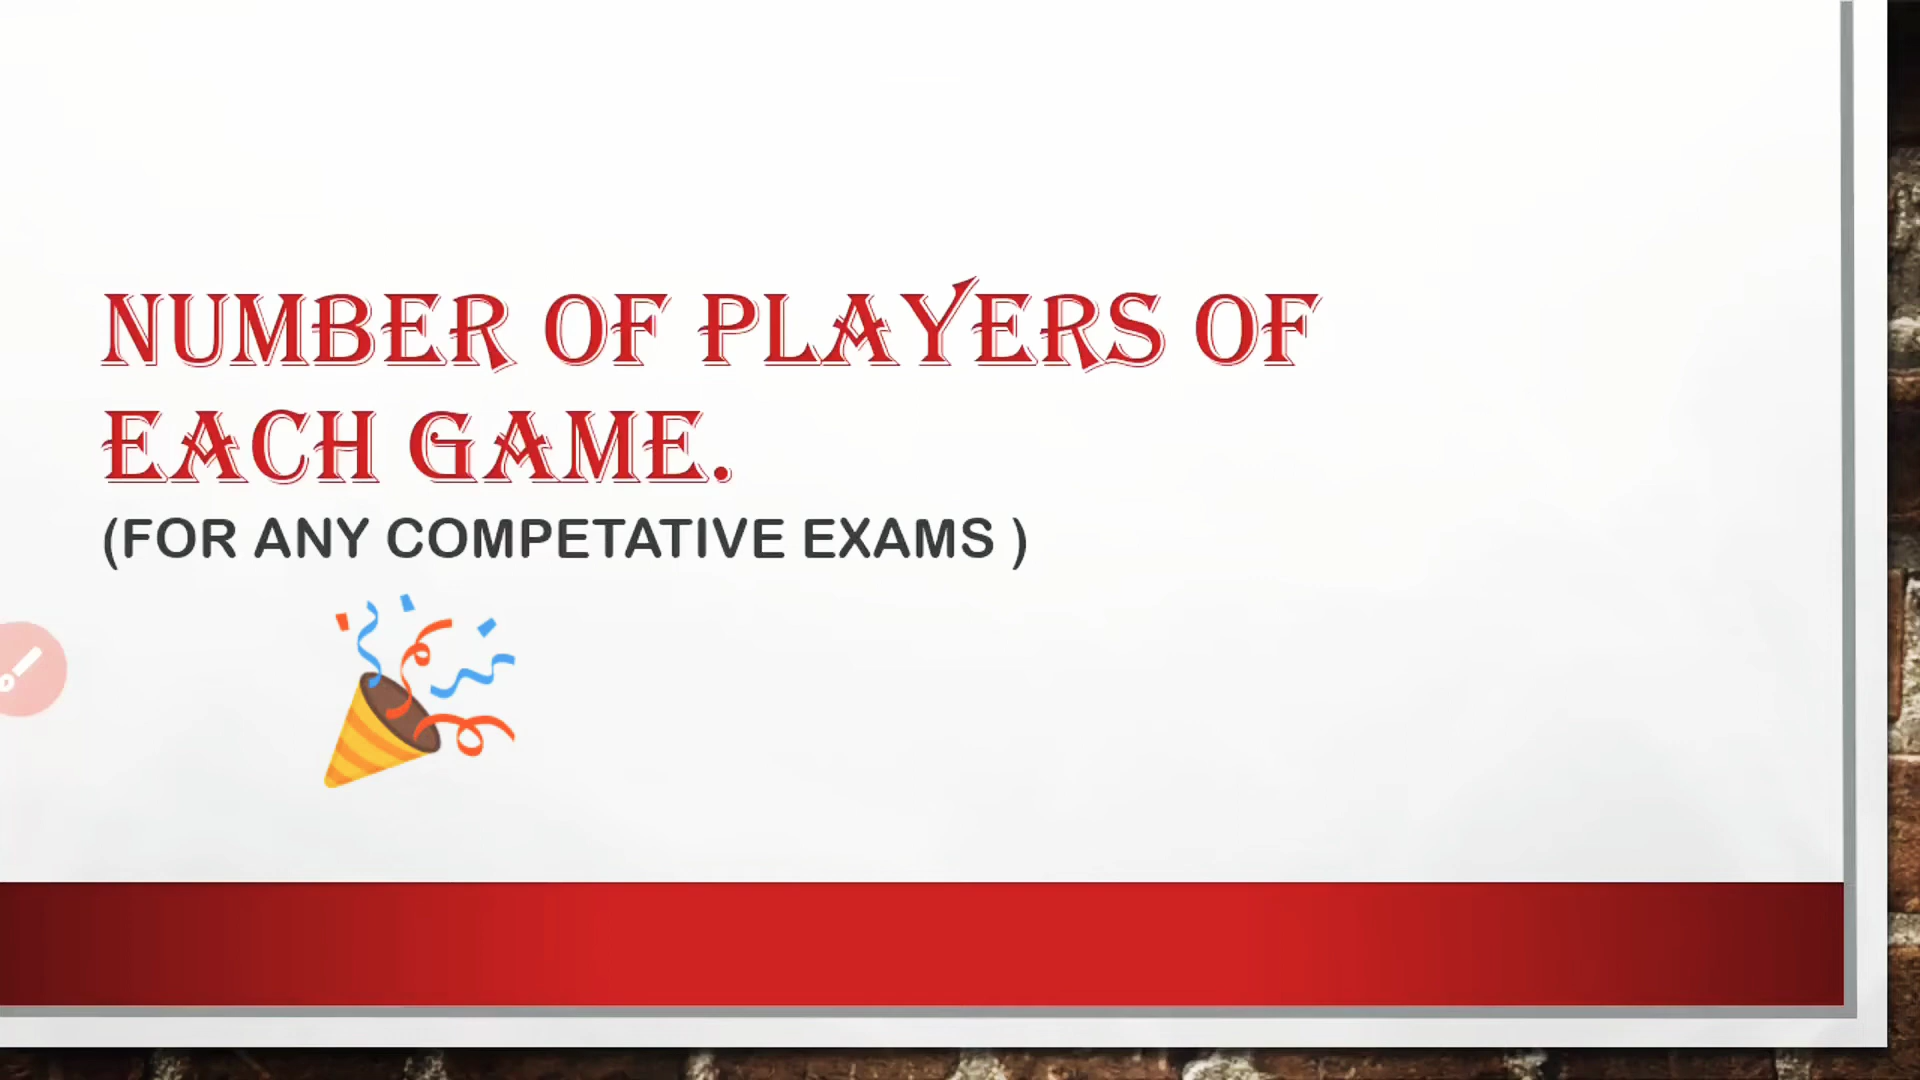 NUMBER OF PLAYERS OF
EACH GAME.
(FOR ANY COMPETATIVE EXAMS )